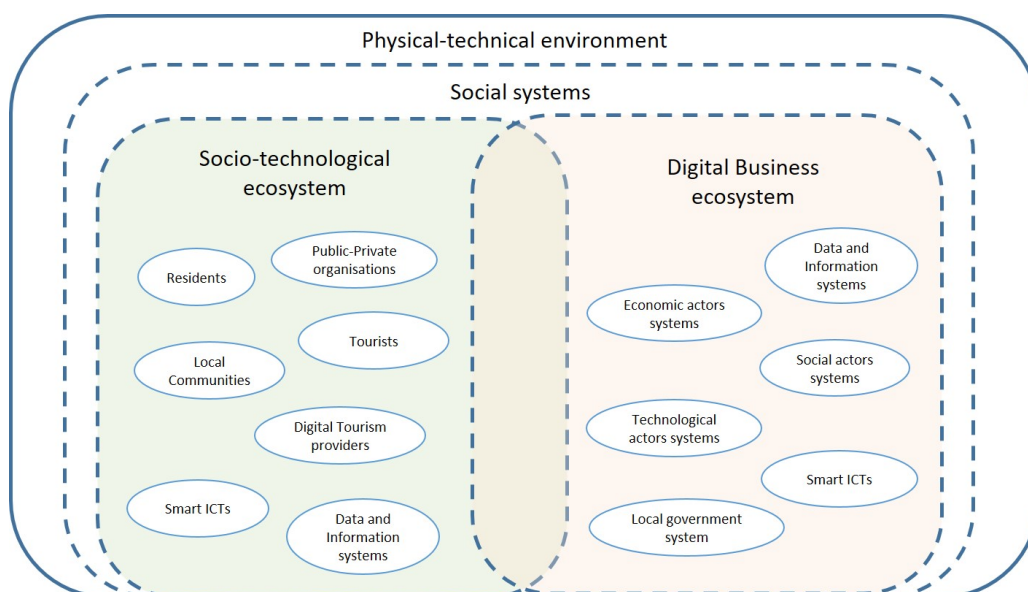 Physical-technical environment
Social systems
Socio-technological
ecosystem
Digital Business
ecosystem
Residents
Public-Private
organisations
Tourists
Local
Communities
Digital Tourism
providers
Smart ICTs
Data and
Information
systems
Data and
Information
systems
Economic actors
systems
Social actors
systems
Technological
actors systems
Smart ICTs
Local government
system